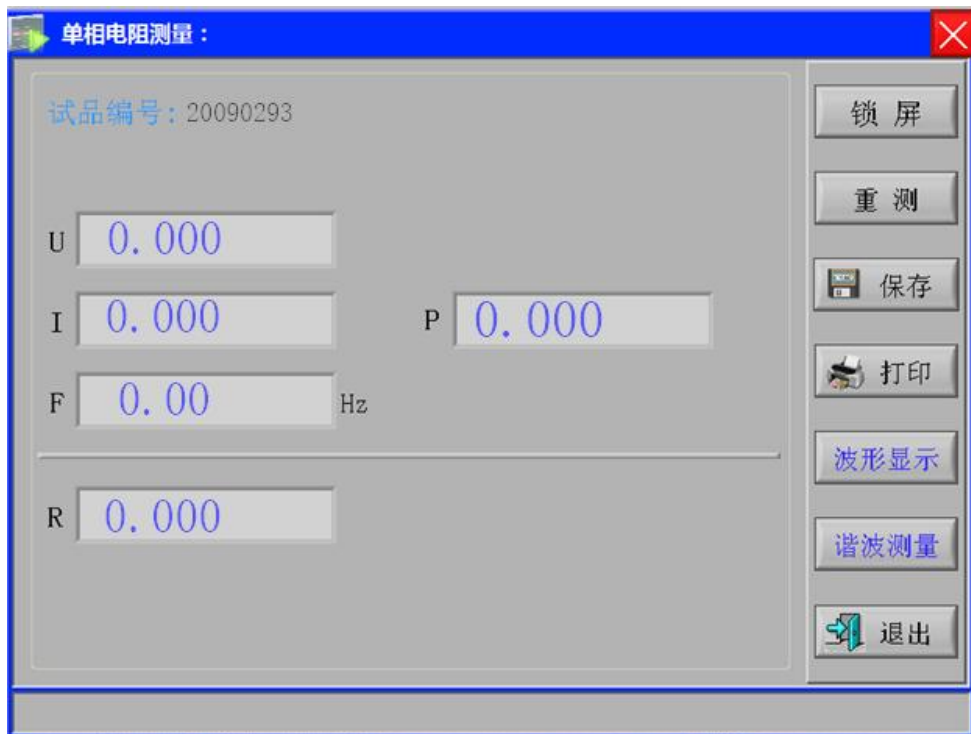 单相电阻测量：
试品编号：20090293
锁 屏
重 测
U 0.000
保存
I 0.000 P 0.000
打印
F 0.00 Hz
波形显示
R 0.000
谐波测量
退出